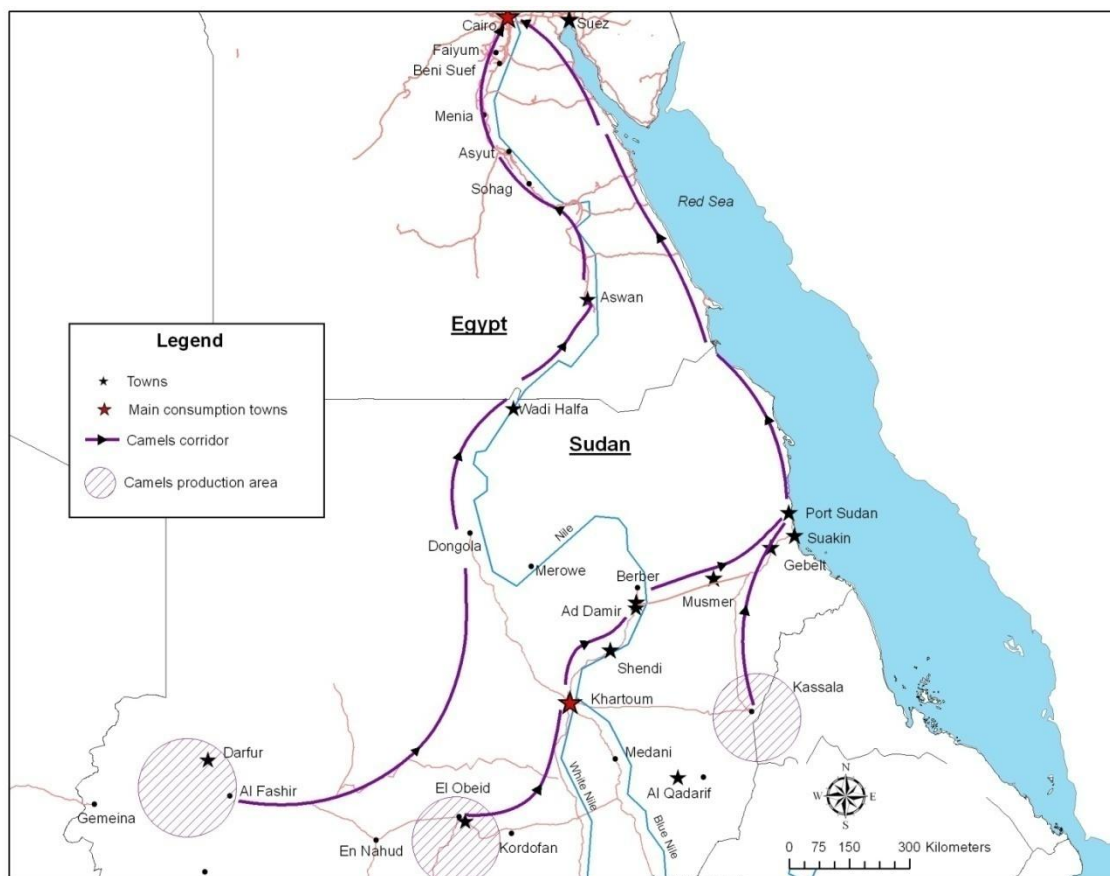 Cairo
Suez
Faiyum
Beni Suef
Menia
Asyut
Sohag
Red Sea
Aswan
Egypt
Legend
Towns
Main consumption towns
Camels corridor
Camels production area
Wadi Halfa
Sudan
Port Sudan
Suakin
Dongola
Nile
Gebeit
Merowe
Berber
Musmer
Ad Damir
Shendi
Kassala
Khartoum
Darfur
Medani
White Nile
Al Fashir
El Obeid
Al Qadarif
N
W E
S
Gemeina
Blue Nile
En Nahud
Kordofan
0 75 150 300 Kilometers